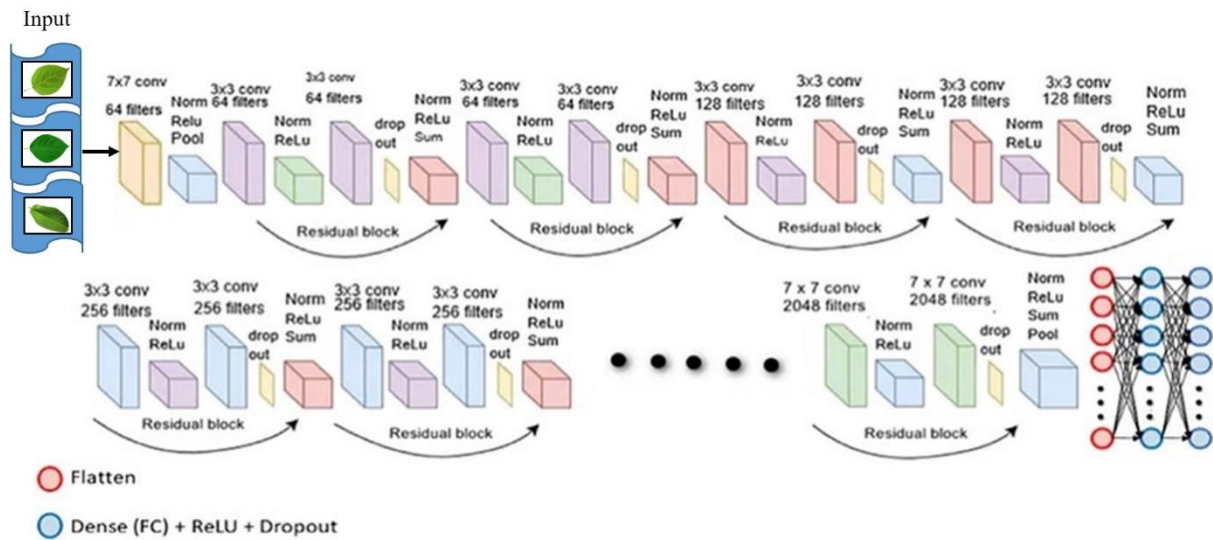 Input
7x7 conv
64 filters
Norm
Relu
Pool
3x3 conv
64 filters
Norm
ReLu
3x3 conv
64 filters
drop
out
Norm
ReLu
Sum
3x3 conv
64 filters
Norm
ReLu
3x3 conv
64 filters
drop
out
Norm
ReLu
Sum
3x3 conv
128 filters
Norm
ReLu
3x3 conv
128 filters
drop
out
Norm
ReLu
Sum
3x3 conv
128 filters
Norm
ReLu
3x3 conv
128 filters
drop
out
Norm
ReLu
Sum
Residual block
Residual block
Residual block
Residual block
3x3 conv
256 filters
Norm
ReLu
3x3 conv
256 filters
drop
out
Norm
ReLu
Sum
3x3 conv
256 filters
Norm
ReLu
3x3 conv
256 filters
drop
out
Norm
ReLu
Sum
7 x 7 conv
2048 filters
Norm
ReLu
7 x 7 conv
2048 filters
drop
out
Norm
ReLu
Sum
Pool
Residual block
Residual block
Residual block
Flatten
Dense (FC) + ReLU + Dropout